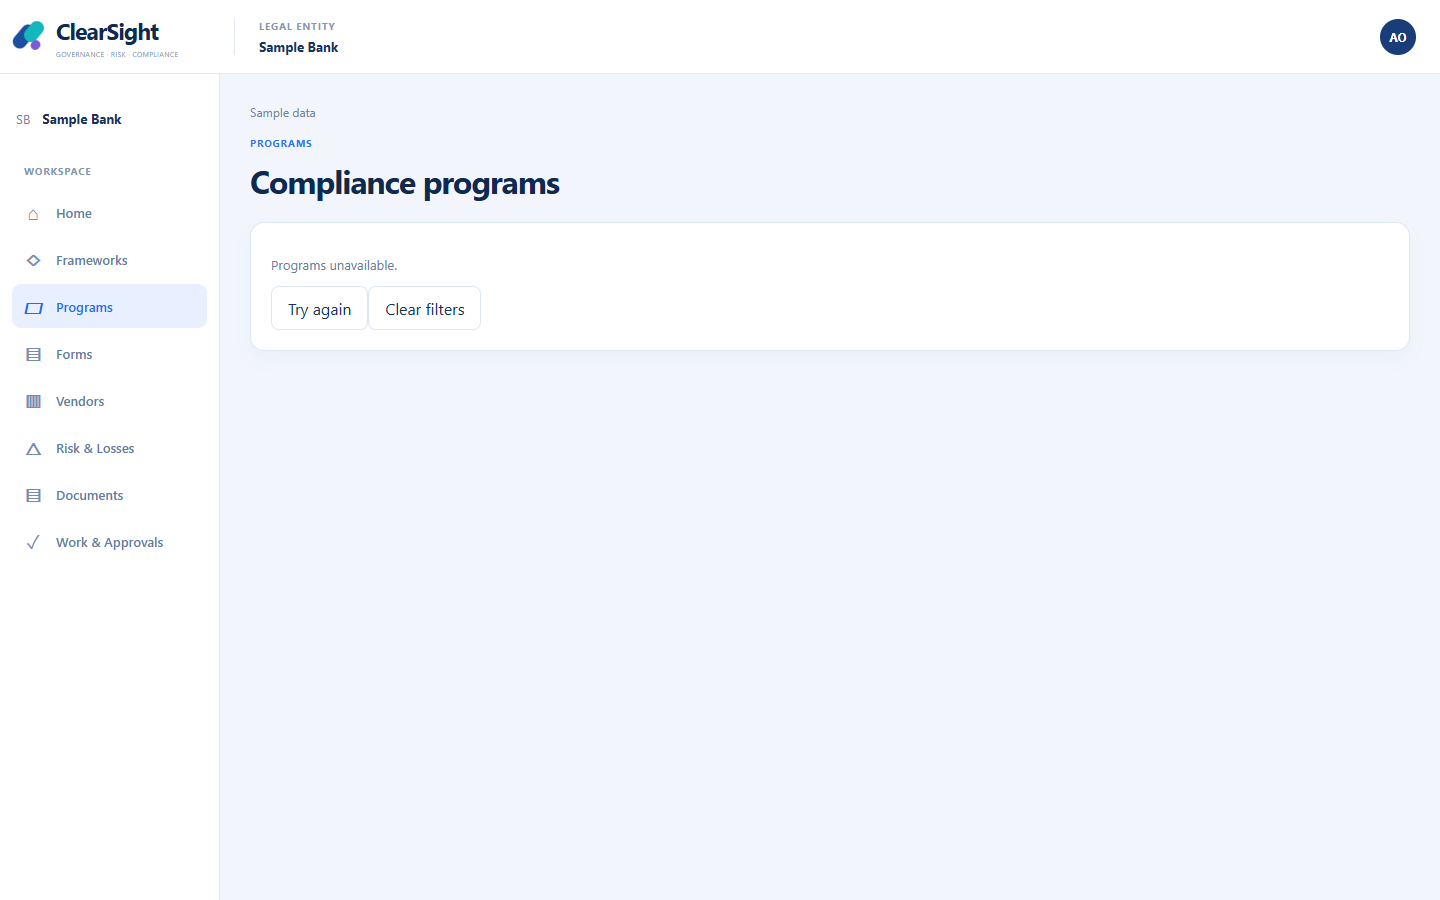 ClearSight
GOVERNANCE · RISK · COMPLIANCE
LEGAL ENTITY
Sample Bank
AO
SB Sample Bank
WORKSPACE
Home
Frameworks
Programs
Forms
Vendors
Risk & Losses
Documents
Work & Approvals
Sample data
PROGRAMS
Compliance programs
Programs unavailable.
Try again Clear filters